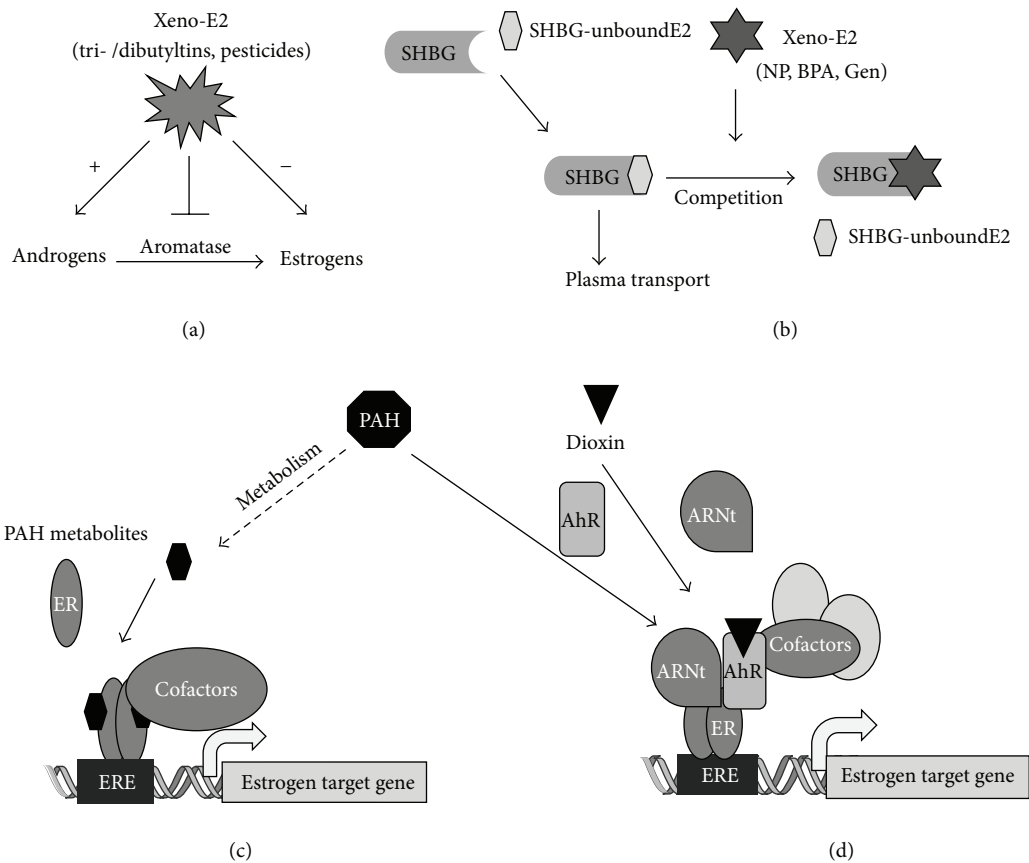 Xeno-E2
(tri- /dibutyltins, pesticides)
+
−
Androgens
Aromatase
Estrogens
(a)
SHBG
SHBG-unboundE2
Xeno-E2
(NP, BPA, Gen)
SHBG
Competition
SHBG
SHBG-unboundE2
Plasma transport
(b)
PAH
Metabolism
PAH metabolites
ER
Cofactors
ERE
Estrogen target gene
(c)
Dioxin
AhR
ARNt
ARNt
AhR
Cofactors
ER
ERE
Estrogen target gene
(d)